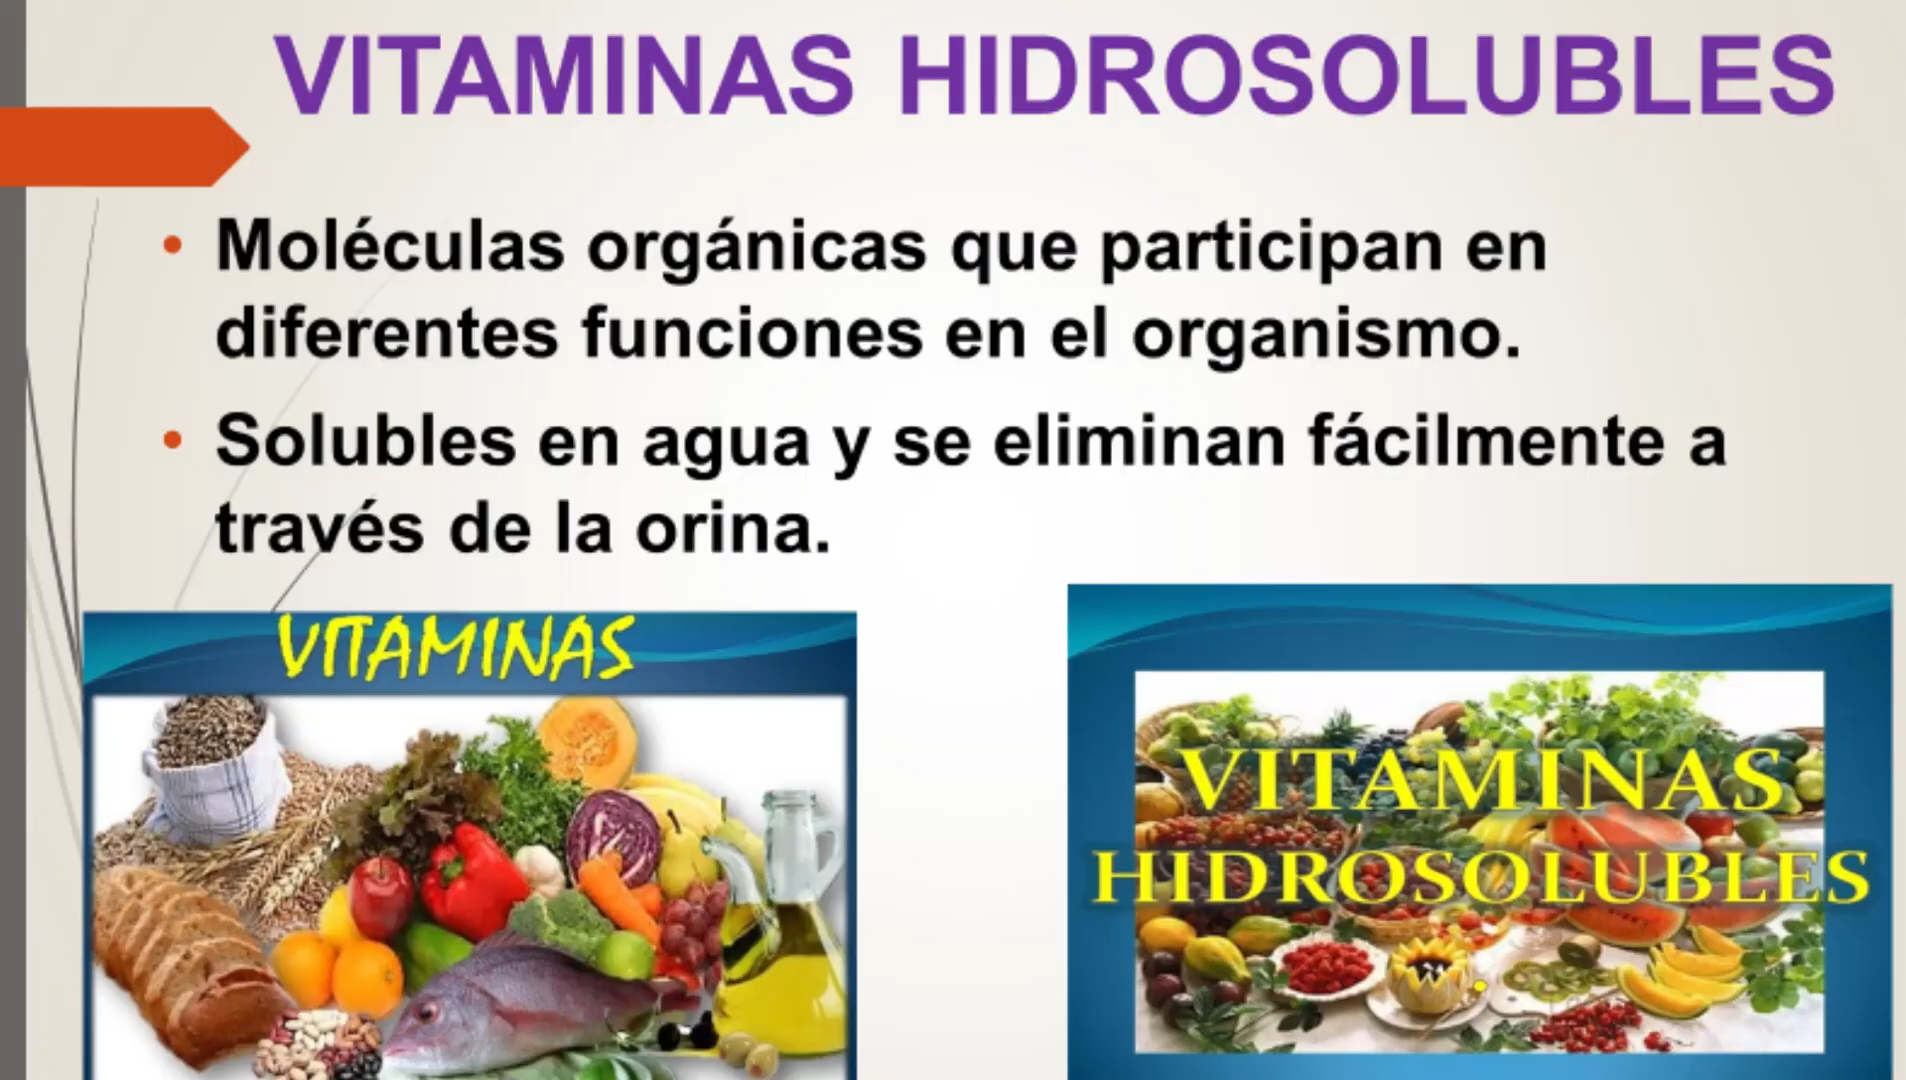 VITAMINAS HIDROSOLUBLES
• Moléculas orgánicas que participan en
diferentes funciones en el organismo.
• Solubles en agua y se eliminan fácilmente a
través de la orina.
VITAMINAS
VITAMINAS
HIDROSOLUBLES